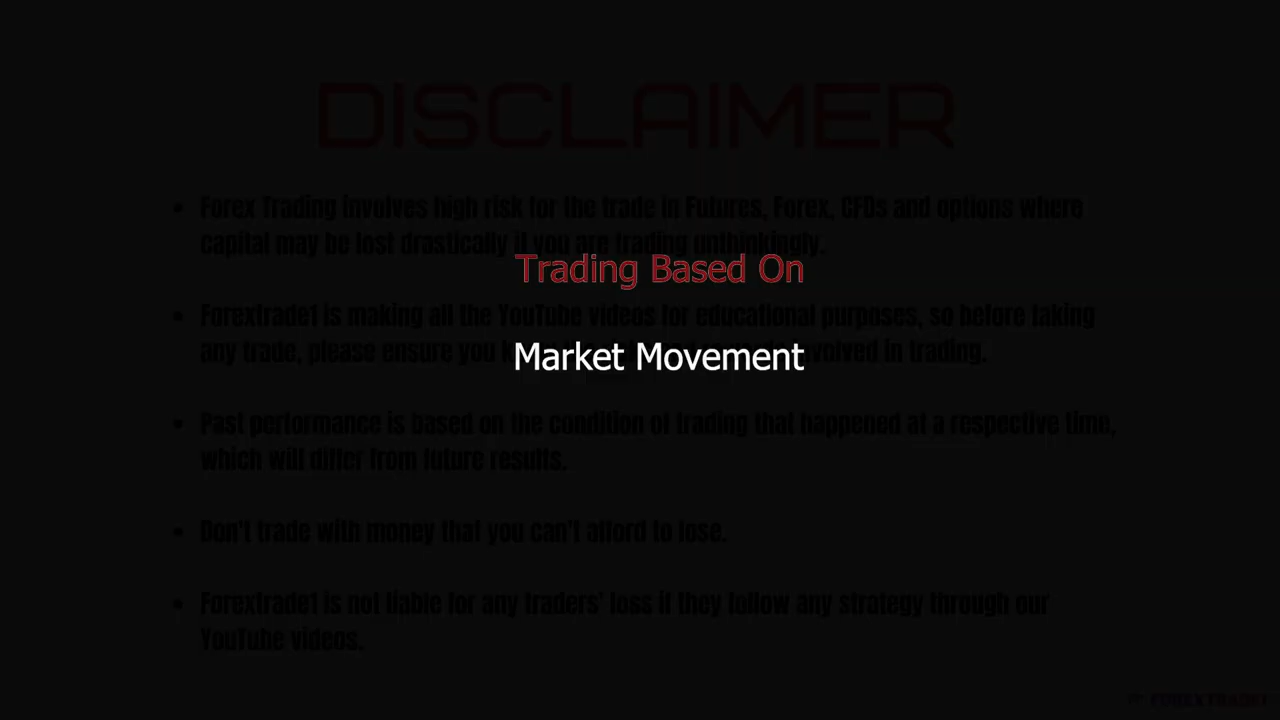 DISCLAIMER
• Forex Trading involves high risk for the trade in Futures, Forex, CFDs and options where
capital may be lost drastically if you are trading unthinkingly.
Trading Based On
• Forextrade1 is making all the YouTube videos for educational purposes, so before taking
any trade, please ensure you involved in trading.
Market Movement
• Past performance is based on the condition of trading that happened at a respective time,
which will differ from future results.
• Don't trade with money that you can't afford to lose.
• Forextrade1 is not liable for any traders' loss if they follow any strategy through our
YouTube videos.
FOREXTRADE1